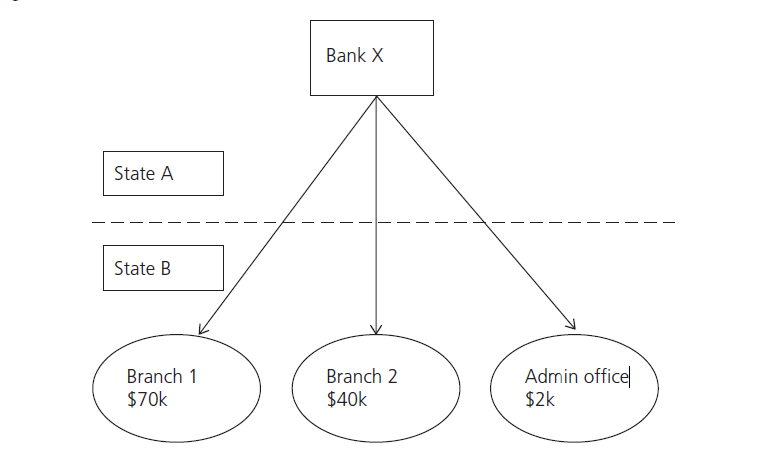 Bank X
State A
State B
Branch 1
$70k
Branch 2
$40k
Admin office
$2k